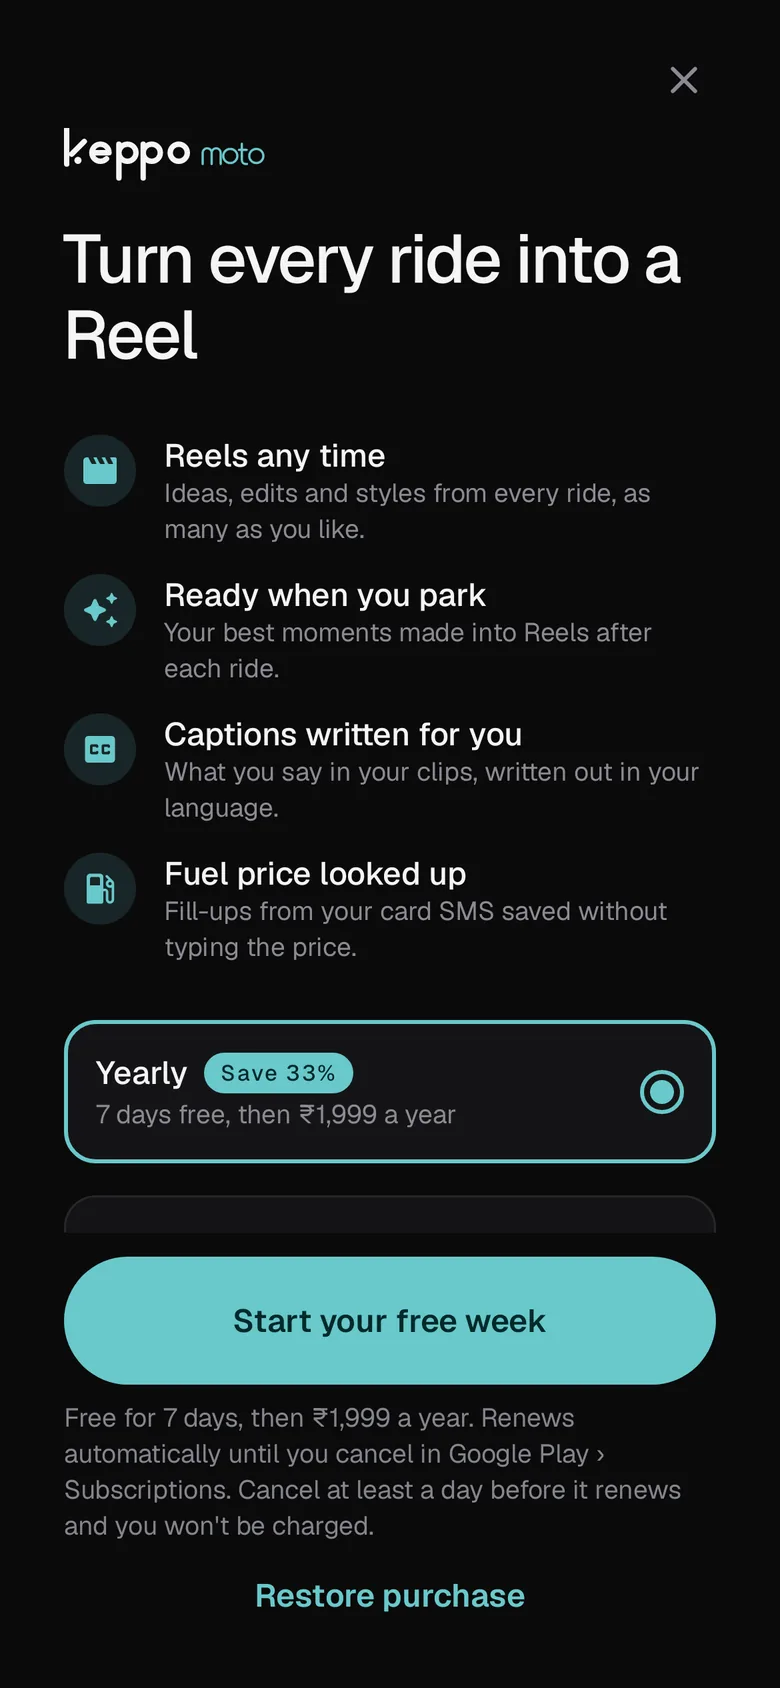 keppo moto
Turn every ride into a
Reel
Reels any time
Ideas, edits and styles from every ride, as
many as you like.
Ready when you park
Your best moments made into Reels after
each ride.
CC
Captions written for you
What you say in your clips, written out in your
language.
Fuel price looked up
Fill-ups from your card SMS saved without
typing the price.
Yearly Save 33%
7 days free, then ₹1,999 a year
Start your free week
Free for 7 days, then ₹1,999 a year. Renews
automatically until you cancel in Google Play ›
Subscriptions. Cancel at least a day before it renews
and you won't be charged.
Restore purchase